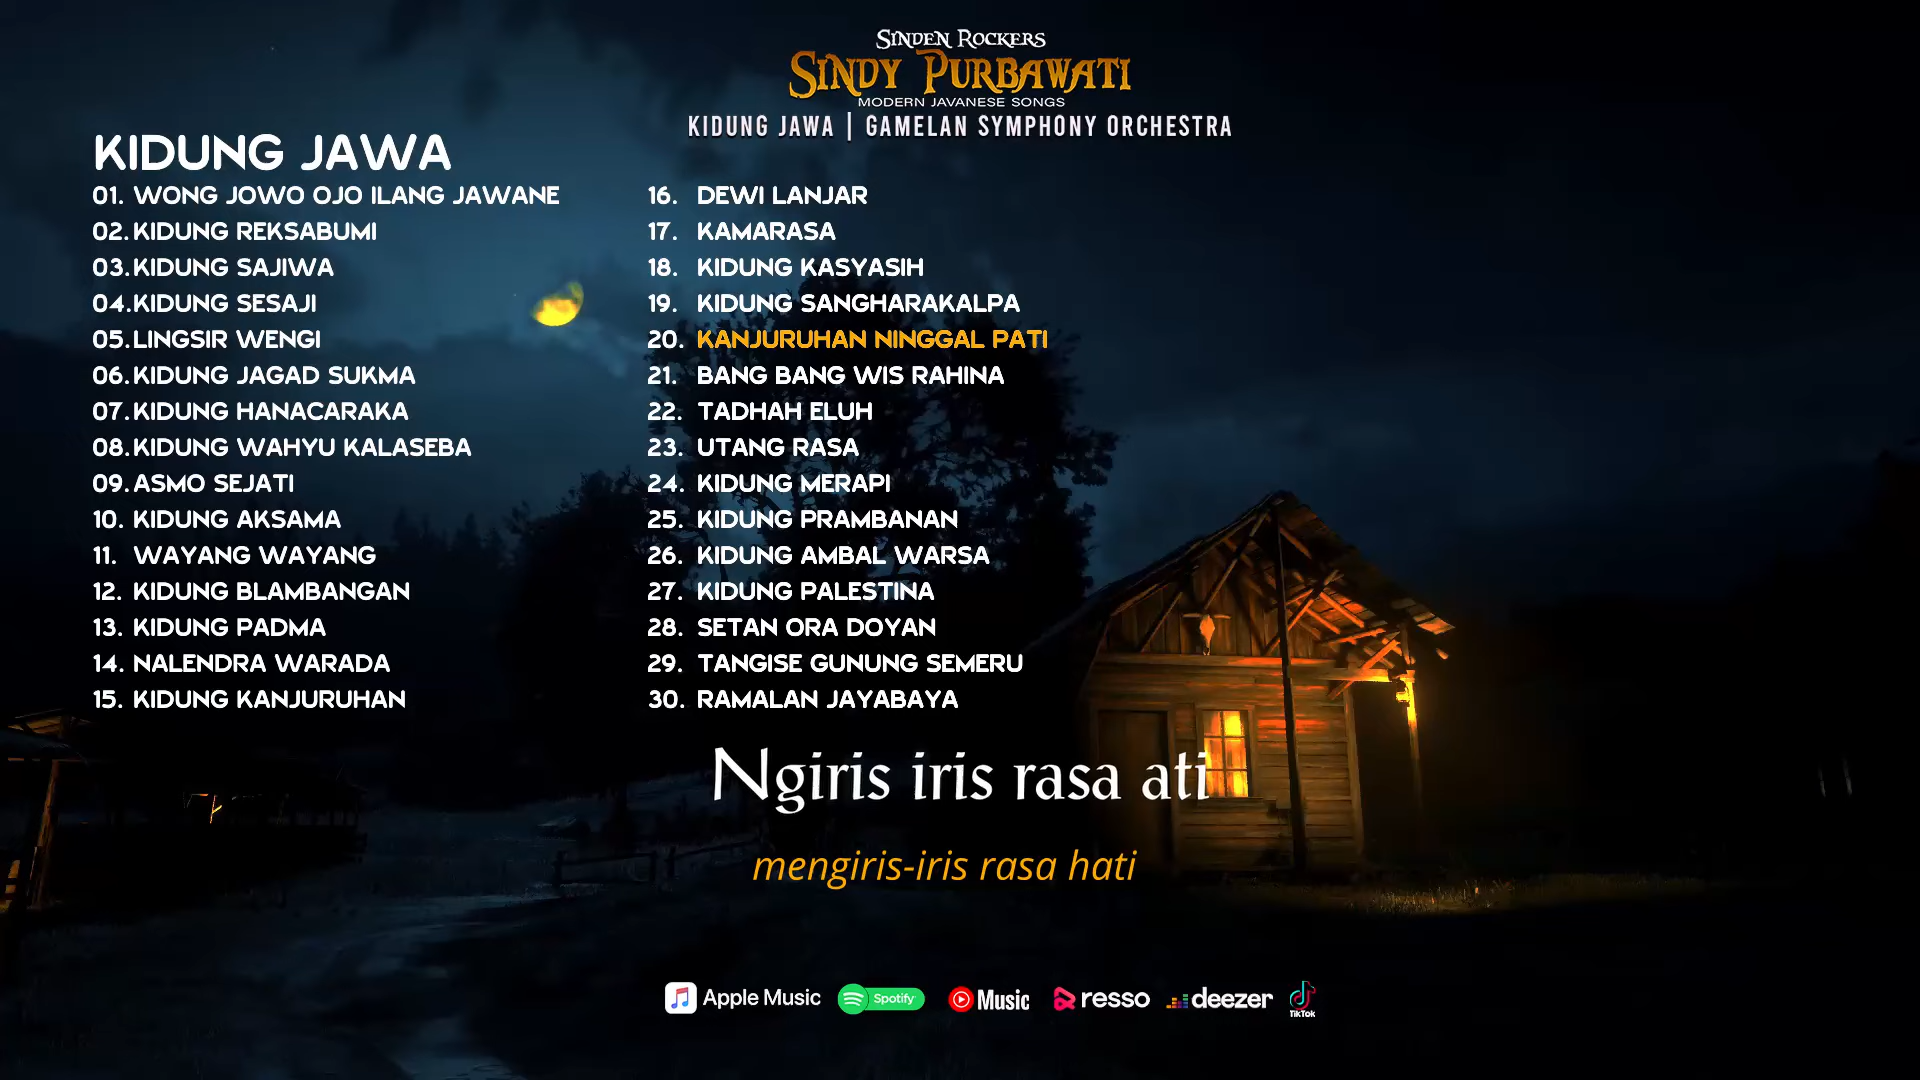 SINDEN ROCKERS
SINDY PURBAWATI
MODERN JAVANESE SONGS
KIDUNG JAWA | GAMELAN SYMPHONY ORCHESTRA
KIDUNG JAWA
01. WONG JOWO OJO ILANG JAWANE
02. KIDUNG REKSABUMI
03. KIDUNG SAJIWA
04. KIDUNG SESAJI
05. LINGSIR WENGI
06. KIDUNG JAGAD SUKMA
07. KIDUNG HANACARAKA
08. KIDUNG WAHYU KALASEBA
09. ASMO SEJATI
10. KIDUNG AKSAMA
11. WAYANG WAYANG
12. KIDUNG BLAMBANGAN
13. KIDUNG PADMA
14. NALENDRA WARADA
15. KIDUNG KANJURUHAN
16. DEWI LANJAR
17. KAMARASA
18. KIDUNG KASYASIH
19. KIDUNG SANGHARAKALPA
20. KANJURUHAN NINGGAL PATI
21. BANG BANG WIS RAHINA
22. TADHAH ELUH
23. UTANG RASA
24. KIDUNG MERAPI
25. KIDUNG PRAMBANAN
26. KIDUNG AMBAL WARSA
27. KIDUNG PALESTINA
28. SETAN ORA DOYAN
29. TANGISE GUNUNG SEMERU
30. RAMALAN JAYABAYA
Ngiris iris rasa ati
mengiris-iris rasa hati
Apple Music Spotify Music resso deezer TikTok